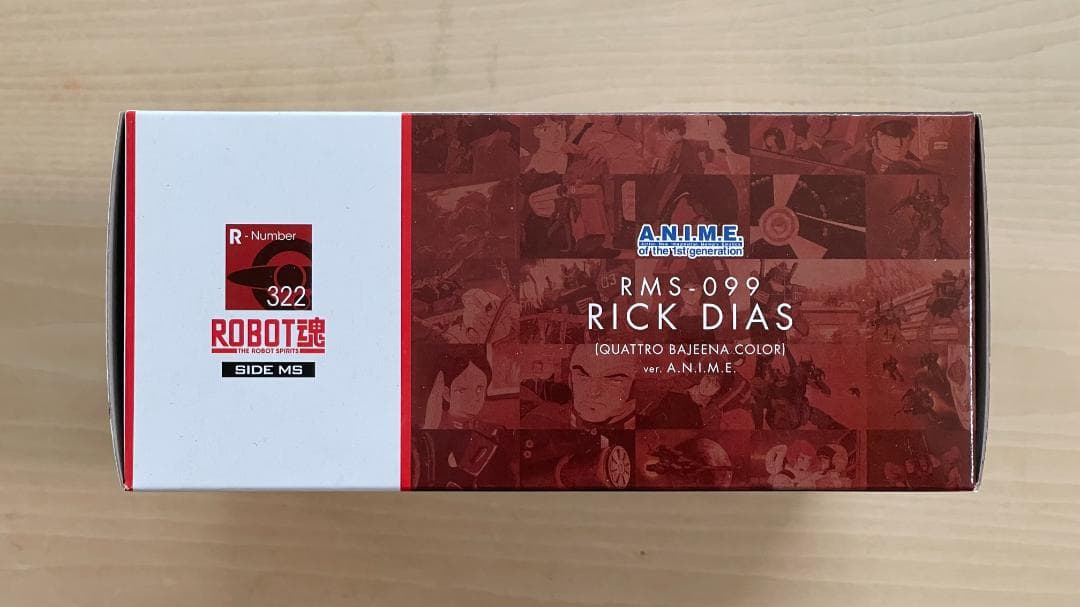 R - Number
322
ROBOT魂
THE ROBOT SPIRITS
SIDE MS
A.N.I.M.E.
of the 1st generation
RMS-099
RICK DIAS
(QUATTRO BAJEENA COLOR)
ver. A.N.I.M.E.